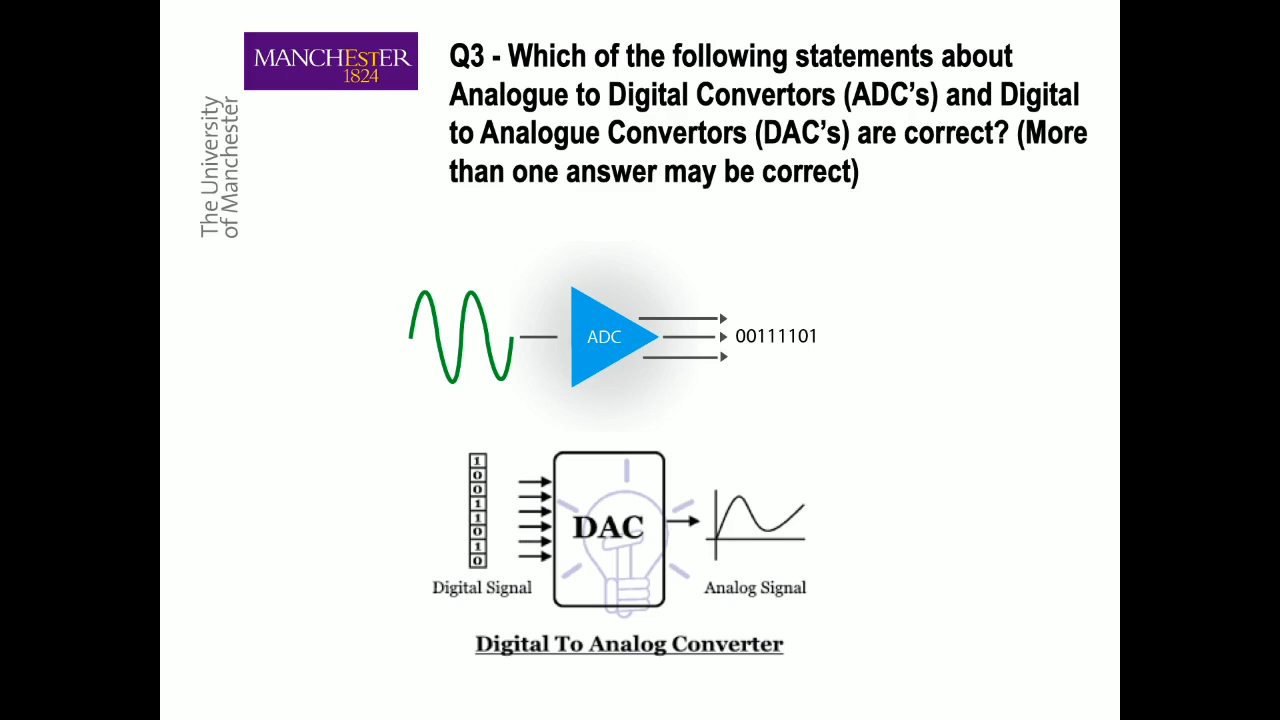 MANCHESTER
1824
The University
of Manchester
Q3 - Which of the following statements about
Analogue to Digital Convertors (ADC’s) and Digital
to Analogue Convertors (DAC’s) are correct? (More
than one answer may be correct)
ADC
00111101
1
0
0
1
1
0
1
0
DAC
Digital Signal
Analog Signal
Digital To Analog Converter